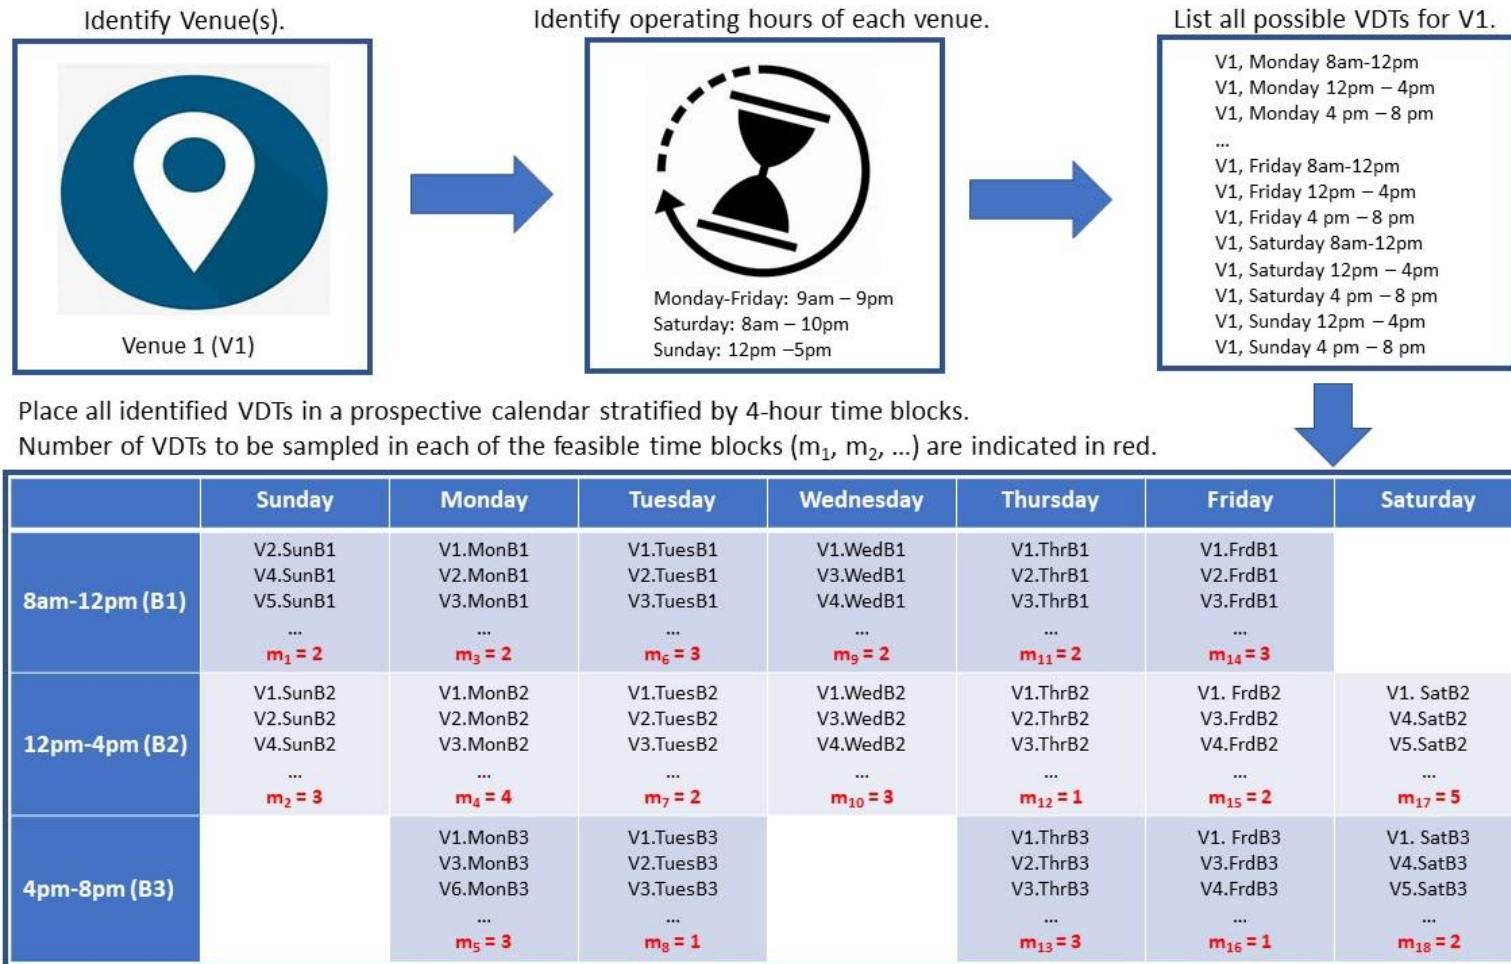 Identify Venue(s).
Identify operating hours of each venue.
List all possible VDTs for V1.
Venue 1 (V1)
Monday-Friday: 9am – 9pm
Saturday: 8am – 10pm
Sunday: 12pm –5pm
V1, Monday 8am-12pm
V1, Monday 12pm – 4pm
V1, Monday 4 pm – 8 pm
...
V1, Friday 8am-12pm
V1, Friday 12pm – 4pm
V1, Friday 4 pm – 8 pm
V1, Saturday 8am-12pm
V1, Saturday 12pm – 4pm
V1, Saturday 4 pm – 8 pm
V1, Sunday 12pm – 4pm
V1, Sunday 4 pm – 8 pm
Place all identified VDTs in a prospective calendar stratified by 4-hour time blocks.
Number of VDTs to be sampled in each of the feasible time blocks (m₁, m₂, ...) are indicated in red.
Sunday Monday Tuesday Wednesday Thursday Friday Saturday
8am-12pm (B1)
V2.SunB1
V4.SunB1
V5.SunB1
...
m₁ = 2
V1.MonB1
V2.MonB1
V3.MonB1
...
m₃ = 2
V1.TuesB1
V2.TuesB1
V3.TuesB1
...
m₆ = 3
V1.WedB1
V3.WedB1
V4.WedB1
...
m₉ = 2
V1.ThrB1
V2.ThrB1
V3.ThrB1
...
m₁₁ = 2
V1.FrdB1
V2.FrdB1
V3.FrdB1
...
m₁₄ = 3
12pm-4pm (B2)
V1.SunB2
V2.SunB2
V4.SunB2
...
m₂ = 3
V1.MonB2
V2.MonB2
V3.MonB2
...
m₄ = 4
V1.TuesB2
V2.TuesB2
V3.TuesB2
...
m₇ = 2
V1.WedB2
V3.WedB2
V4.WedB2
...
m₁₀ = 3
V1.ThrB2
V2.ThrB2
V3.ThrB2
...
m₁₂ = 1
V1. FrdB2
V3.FrdB2
V4.FrdB2
...
m₁₅ = 2
V1. SatB2
V4.SatB2
V5.SatB2
...
m₁₇ = 5
4pm-8pm (B3)
V1.MonB3
V3.MonB3
V6.MonB3
...
m₅ = 3
V1.TuesB3
V2.TuesB3
V3.TuesB3
...
m₈ = 1
V1.ThrB3
V2.ThrB3
V3.ThrB3
...
m₁₃ = 3
V1. FrdB3
V3.FrdB3
V4.FrdB3
...
m₁₆ = 1
V1. SatB3
V4.SatB3
V5.SatB3
...
m₁₈ = 2